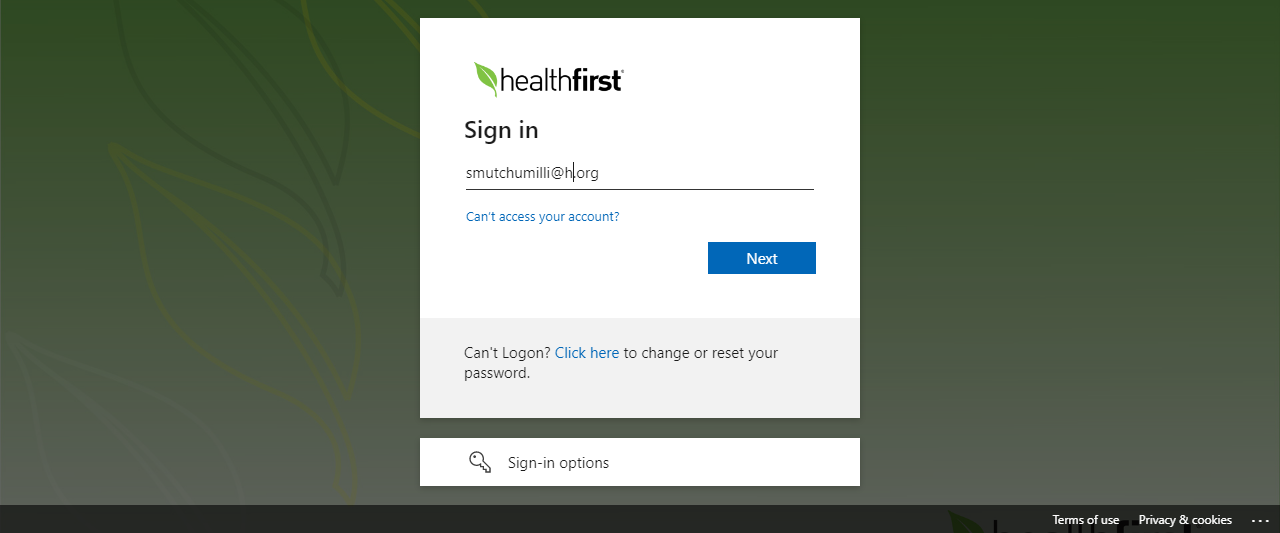 healthfirst
Sign in
smutchumilli@h.org
Can't access your account?
Next
Can't Logon? Click here to change or reset your
password.
Sign-in options
Terms of use Privacy & cookies ...
healthfirst